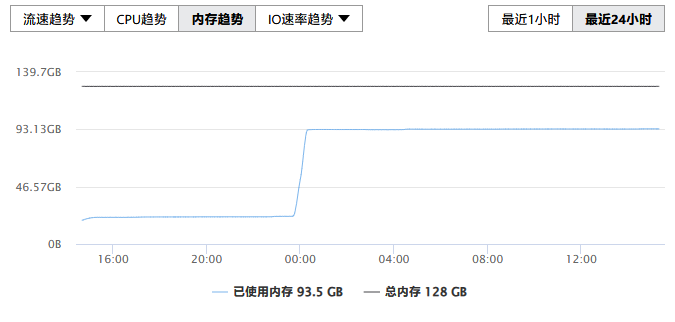 流速趋势 CPU趋势 内存趋势 IO速率趋势 最近1小时 最近24小时
139.7GB
93.13GB
46.57GB
0B
16:00 20:00 00:00 04:00 08:00 12:00
已使用内存 93.5 GB 总内存 128 GB